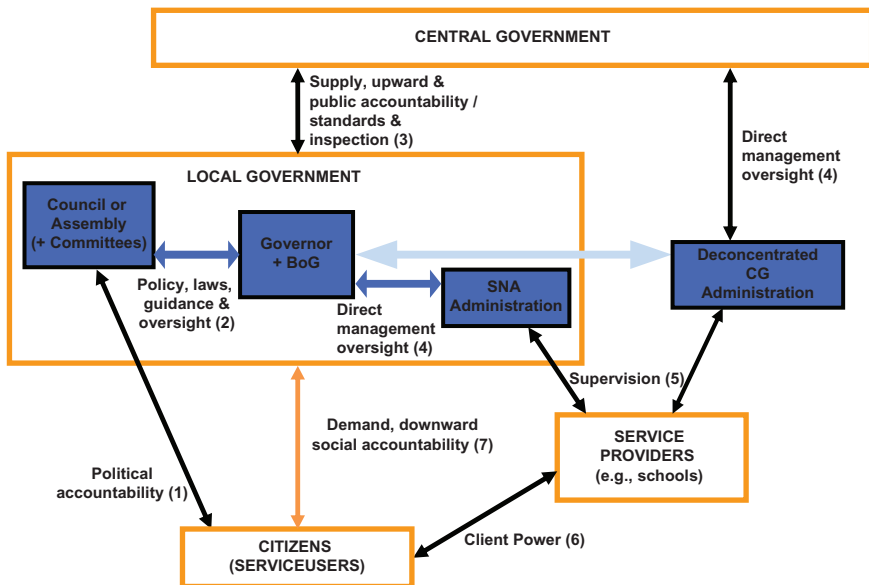 CENTRAL GOVERNMENT
Supply, upward &
public accountability /
standards &
inspection (3)
Direct
management
oversight (4)
LOCAL GOVERNMENT
Council or
Assembly
(+ Committees)
Governor
+ BoG
SNA
Administration
Deconcentrated
CG
Administration
Policy, laws,
guidance &
oversight (2)
Direct
management
oversight (4)
Supervision (5)
Demand, downward
social accountability (7)
SERVICE
PROVIDERS
(e.g., schools)
Political
accountability (1)
Client Power (6)
CITIZENS
(SERVICEUSERS)